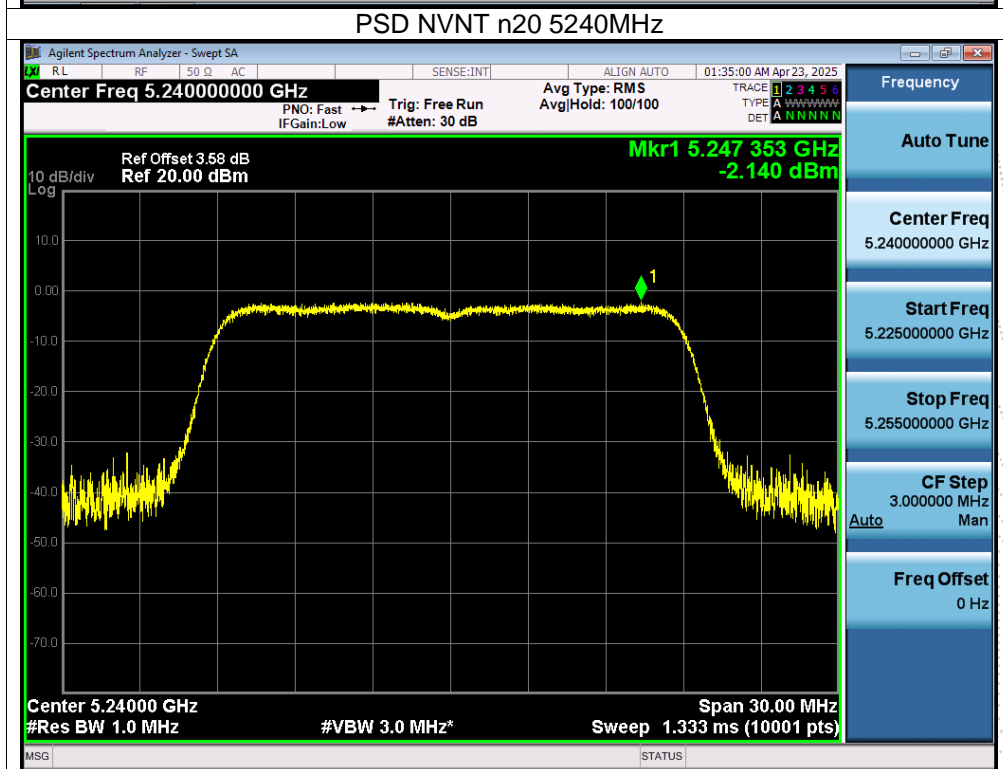 PSD NVNT n20 5240MHz
Agilent Spectrum Analyzer - Swept SA
LXI RL RF 50 Ω AC SENSE:INT ALIGN AUTO 01:35:00 AM Apr 23, 2025
Center Freq 5.240000000 GHz
PNO: Fast
IFGain:Low
Trig: Free Run
#Atten: 30 dB
Avg Type: RMS
Avg|Hold: 100/100
TRACE 1 2 3 4 5 6
TYPE A WWWWW
DET A N N N N N
Mkr1 5.247 353 GHz
-2.140 dBm
Ref Offset 3.58 dB
10 dB/div Ref 20.00 dBm
Log
10.0
0.00
-10.0
-20.0
-30.0
-40.0
-50.0
-60.0
-70.0
1
Center 5.24000 GHz Span 30.00 MHz
#Res BW 1.0 MHz #VBW 3.0 MHz* Sweep 1.333 ms (10001 pts)
MSG STATUS
Frequency
Auto Tune
Center Freq
5.240000000 GHz
Start Freq
5.225000000 GHz
Stop Freq
5.255000000 GHz
CF Step
3.000000 MHz
Auto Man
Freq Offset
0 Hz